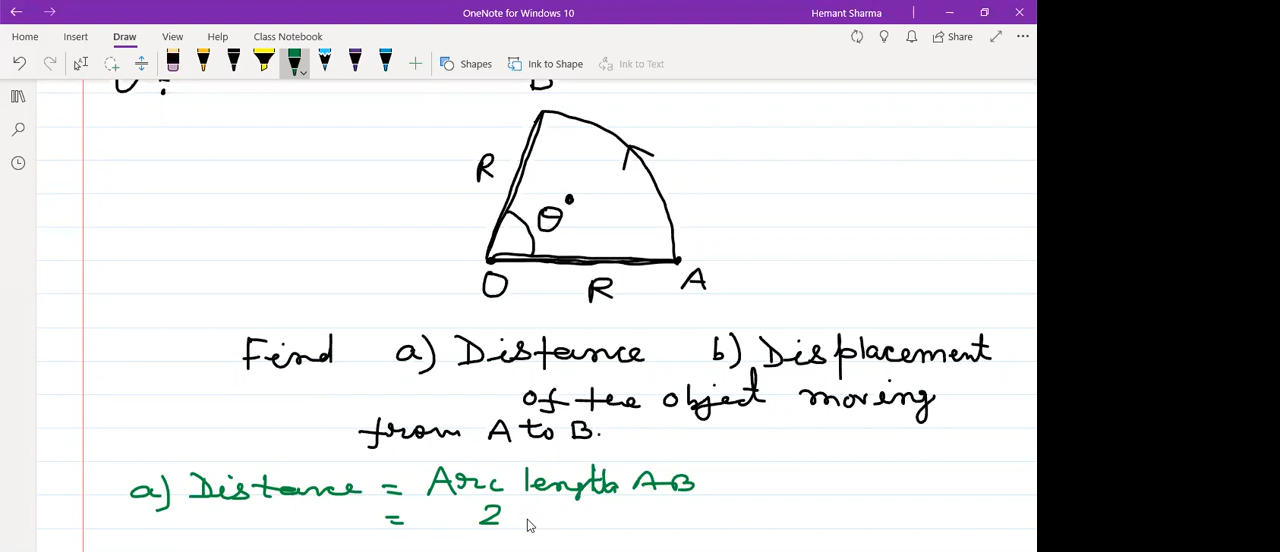 OneNote for Windows 10
Hemant Sharma
Home Insert Draw View Help Class Notebook
Share
Shapes Ink to Shape Ink to Text
B
R
θ°
O R A
Find a) Distance b) Displacement
of the object moving
from A to B.
a) Distance = Arc length AB
= 2